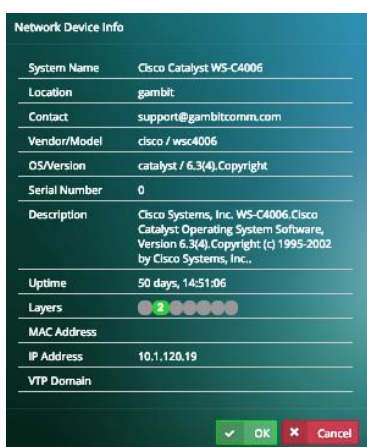 Network Device Info
System Name Cisco Catalyst WS-C4006
Location gambit
Contact support@gambitcomm.com
Vendor/Model cisco / wsc4006
OS/Version catalyst / 6.3(4).Copyright
Serial Number 0
Description Cisco Systems, Inc. WS-C4006.Cisco
Catalyst Operating System Software,
Version 6.3(4).Copyright (c) 1995-2002
by Cisco Systems, Inc..
Uptime 50 days, 14:51:06
Layers 2
MAC Address
IP Address 10.1.120.19
VTP Domain
OK Cancel